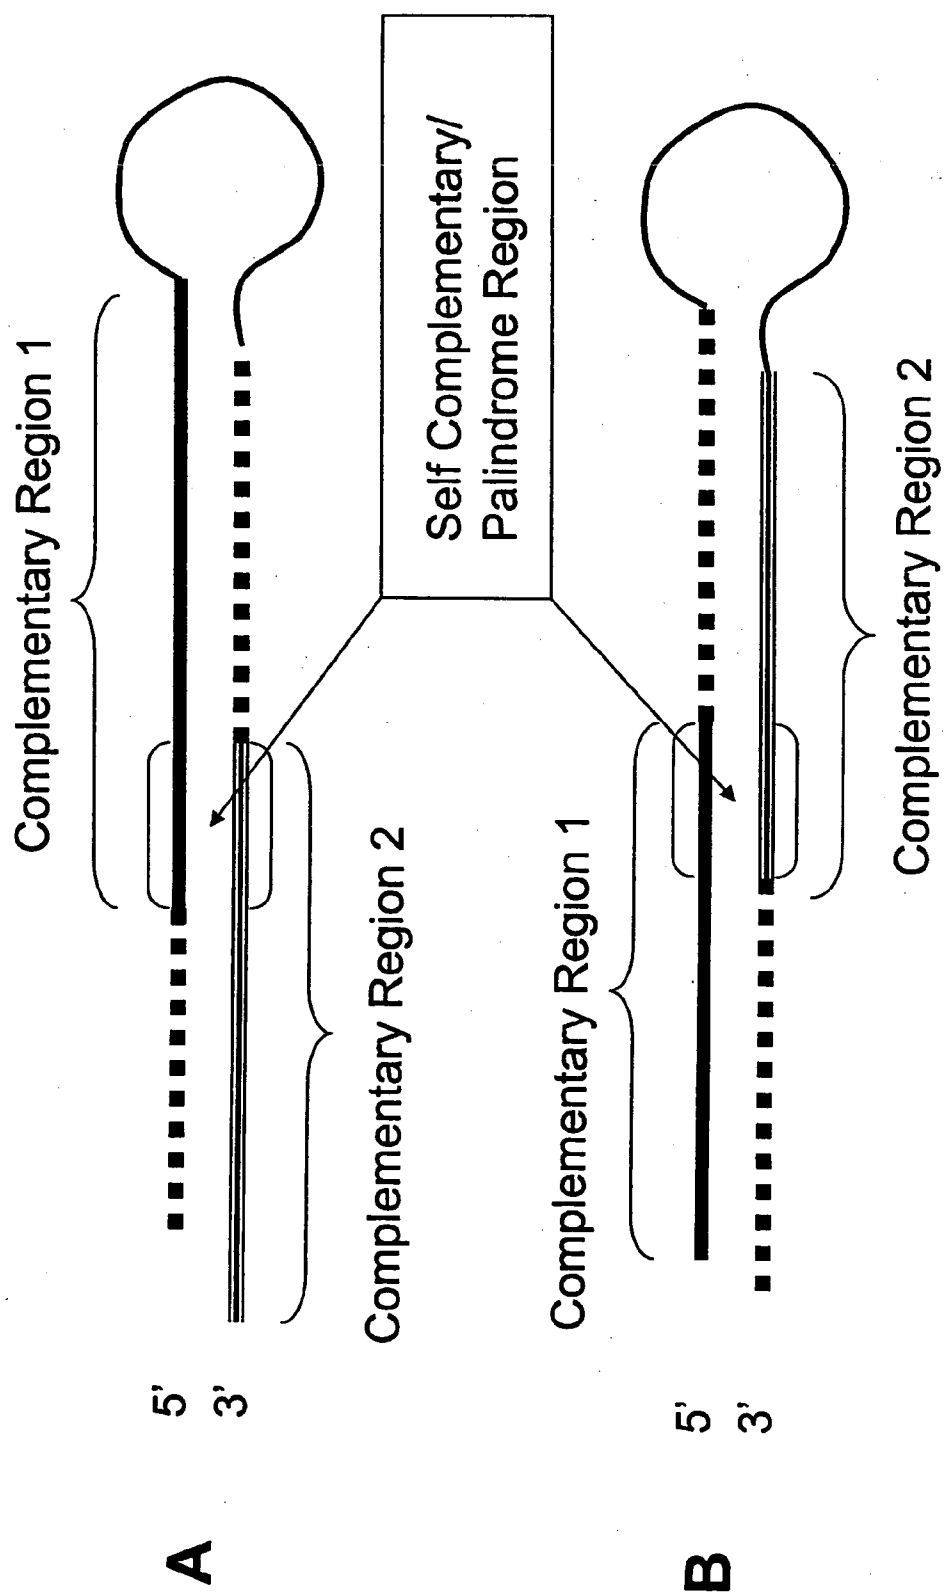 A
5'
3'
Complementary Region 1
Complementary Region 2
Self Complementary/
Palindrome Region
B
5'
3'
Complementary Region 1
Complementary Region 2